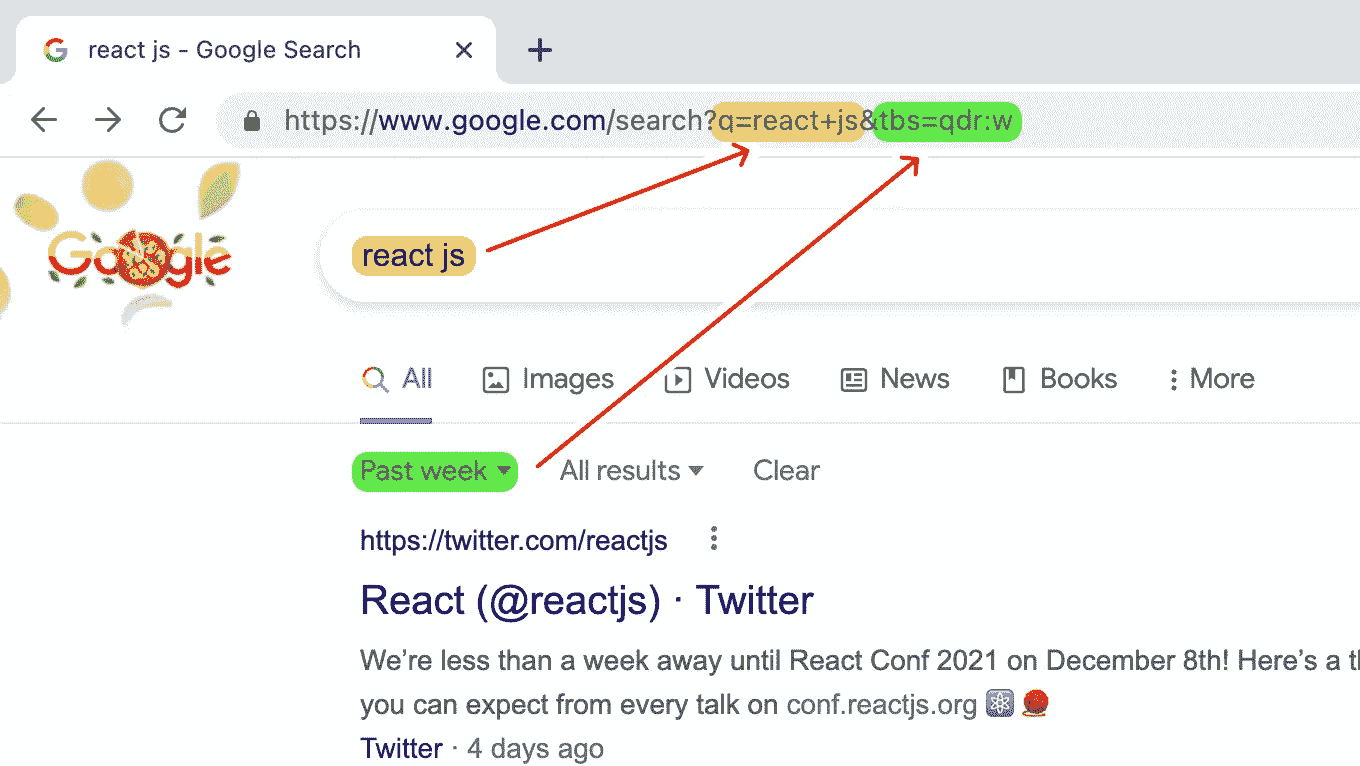 react js - Google Search
https://www.google.com/search?q=react+js&tbs=qdr:w
Google
react js
All Images Videos News Books More
Past week All results Clear
https://twitter.com/reactjs
React (@reactjs) · Twitter
We’re less than a week away until React Conf 2021 on December 8th! Here’s a
you can expect from every talk on conf.reactjs.org
Twitter · 4 days ago